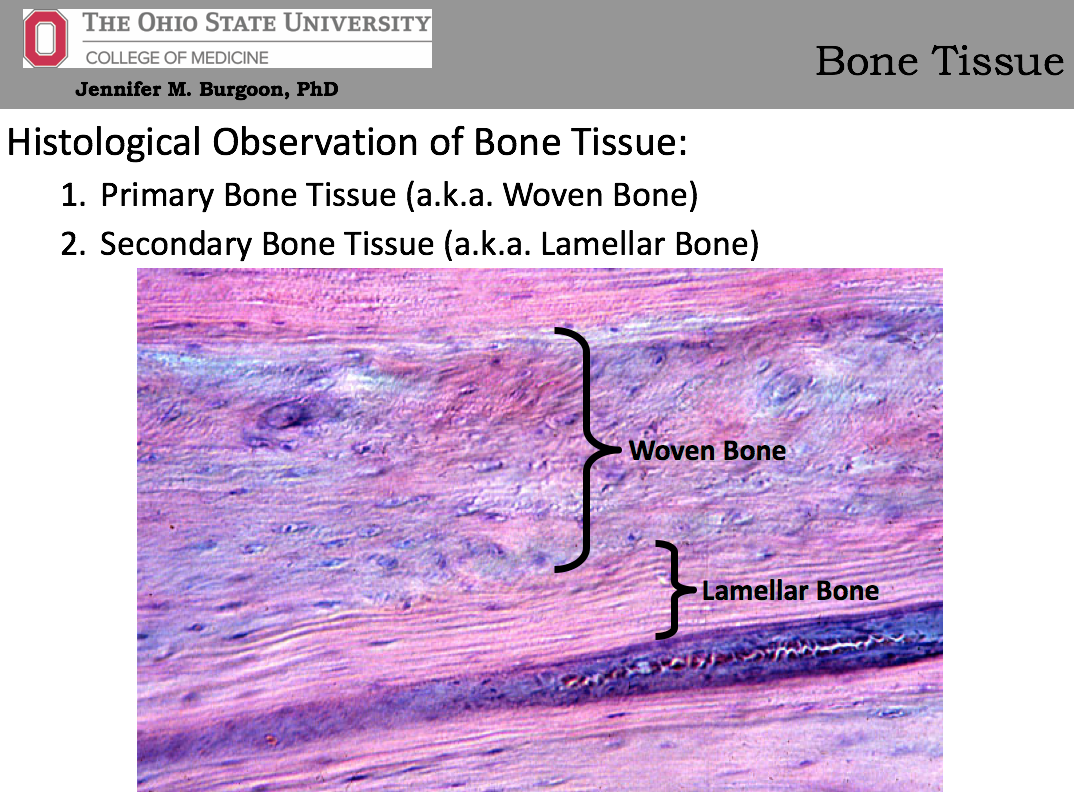 THE OHIO STATE UNIVERSITY
COLLEGE OF MEDICINE
Jennifer M. Burgoon, PhD
Bone Tissue
Histological Observation of Bone Tissue:
1. Primary Bone Tissue (a.k.a. Woven Bone)
2. Secondary Bone Tissue (a.k.a. Lamellar Bone)
Woven Bone
Lamellar Bone